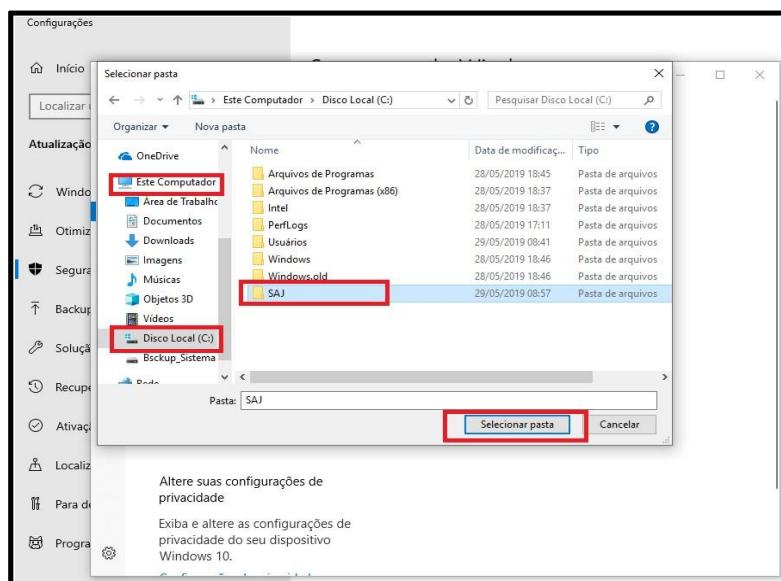 Configurações
Início
Localizar
Atualização
Windo
Otimiz
Segura
Backup
Soluçã
Recupe
Ativaç
Localiz
Para de
Progra
Selecionar pasta
Este Computador > Disco Local (C:)
Pesquisar Disco Local (C:)
Organizar
Nova pasta
Nome
Data de modificaç...
Tipo
OneDrive
Este Computador
Área de Trabalho
Documentos
Downloads
Imagens
Músicas
Objetos 3D
Vídeos
Disco Local (C:)
Bsckup_Sistema
Rede
Arquivos de Programas 28/05/2019 18:45 Pasta de arquivos
Arquivos de Programas (x86) 28/05/2019 18:37 Pasta de arquivos
Intel 28/05/2019 18:37 Pasta de arquivos
PerfLogs 28/05/2019 17:11 Pasta de arquivos
Usuários 29/05/2019 08:41 Pasta de arquivos
Windows 28/05/2019 18:46 Pasta de arquivos
Windows.old 28/05/2019 18:46 Pasta de arquivos
SAJ 29/05/2019 08:57 Pasta de arquivos
Pasta: SAJ
Selecionar pasta
Cancelar
Altere suas configurações de
privacidade
Exiba e altere as configurações de
privacidade do seu dispositivo
Windows 10.